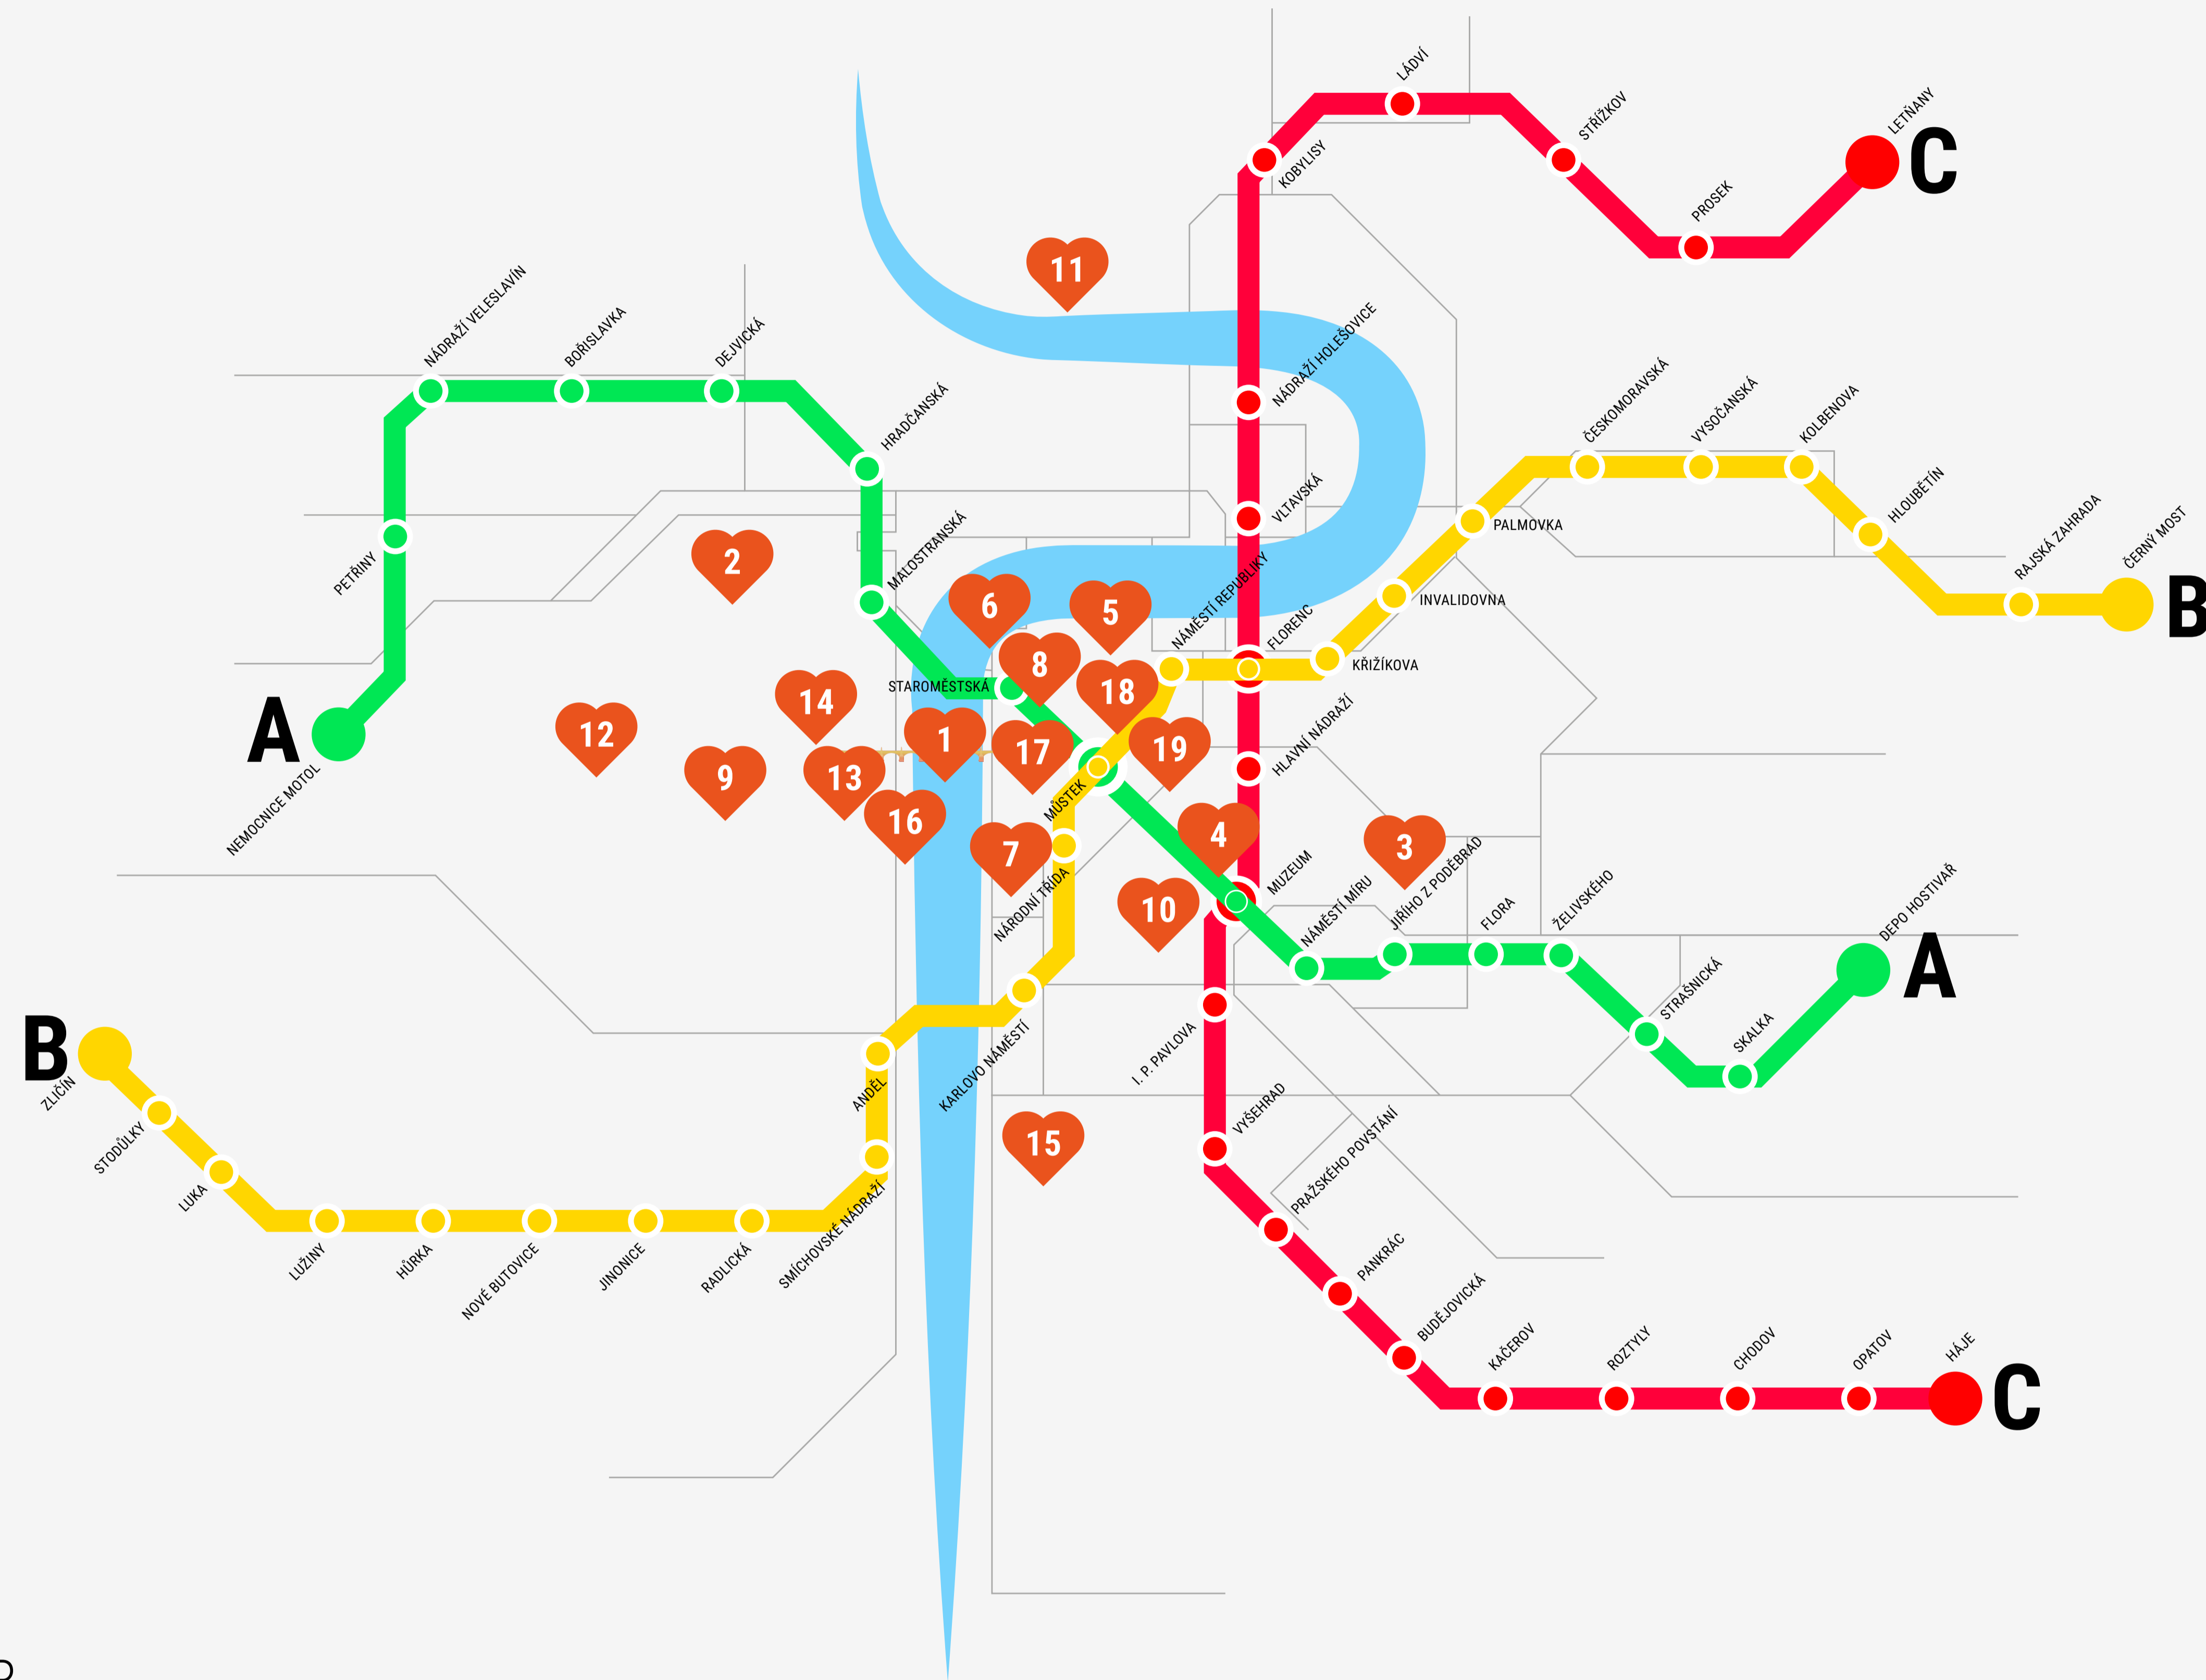 LÁDVÍ
STŘÍŽKOV
LETŇANY
C
KOBYLISY
PROSEK
11
NÁDRAŽÍ VELESLAVÍN
BOŘISLAVKA
DEJVICKÁ
HRADČANSKÁ
NÁDRAŽÍ HOLEŠOVICE
ČESKOMORAVSKÁ
VYSOČANSKÁ
KOLBENOVA
HLOUBĚTÍN
RAJSKÁ ZAHRADA
ČERNÝ MOST
B
VLTAVSKÁ
PALMOVKA
PETŘINY
2
MALOSTRANSKÁ
6
5
NÁMĚSTÍ REPUBLIKY
FLORENC
INVALIDOVNA
KŘIŽÍKOVA
8
STAROMĚSTSKÁ
18
14
A
NEMOCNICE MOTOL
12
9
13
1
17
19
HLAVNÍ NÁDRAŽÍ
MŮSTEK
16
7
4
3
NÁRODNÍ TŘÍDA
10
MUZEUM
NÁMĚSTÍ MÍRU
JIŘÍHO Z PODĚBRAD
FLORA
ŽELIVSKÉHO
DEPO HOSTIVAŘ
A
STRAŠNICKÁ
SKALKA
B
ZLIČÍN
STODŮLKY
LUKA
ANDĚL
KARLOVO NÁMĚSTÍ
I. P. PAVLOVA
VYŠEHRAD
15
PRAŽSKÉHO POVSTÁNÍ
LUŽINY
HŮRKA
NOVÉ BUTOVICE
JINONICE
RADLICKÁ
SMÍCHOVSKÉ NÁDRAŽÍ
PANKRÁC
BUDĚJOVICKÁ
KAČEROV
ROZTYLY
CHODOV
OPATOV
HÁJE
C